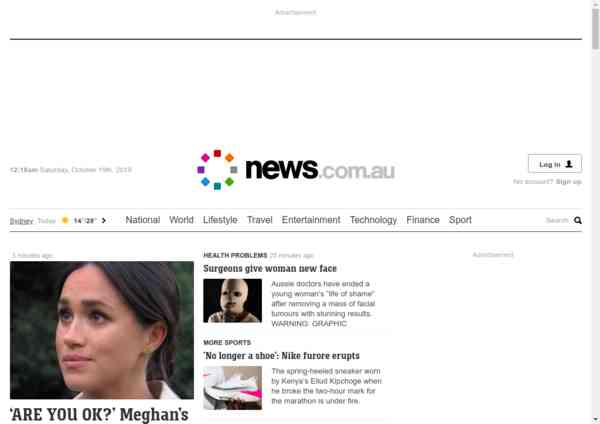 Advertisement
12:18am Saturday, October 19th, 2019
news.com.au
Log in
No account? Sign up
Sydney Today 14°/28°
National World Lifestyle Travel Entertainment Technology Finance Sport
Search
5 minutes ago
‘ARE YOU OK?’ Meghan’s
HEALTH PROBLEMS 23 minutes ago
Surgeons give woman new face
Aussie doctors have ended a
young woman’s “life of shame”
after removing a mass of facial
tumours with stunning results.
WARNING: GRAPHIC
MORE SPORTS
‘No longer a shoe’: Nike furore erupts
The spring-heeled sneaker worn
by Kenya’s Eliud Kipchoge when
he broke the two-hour mark for
the marathon is under fire.
Advertisement